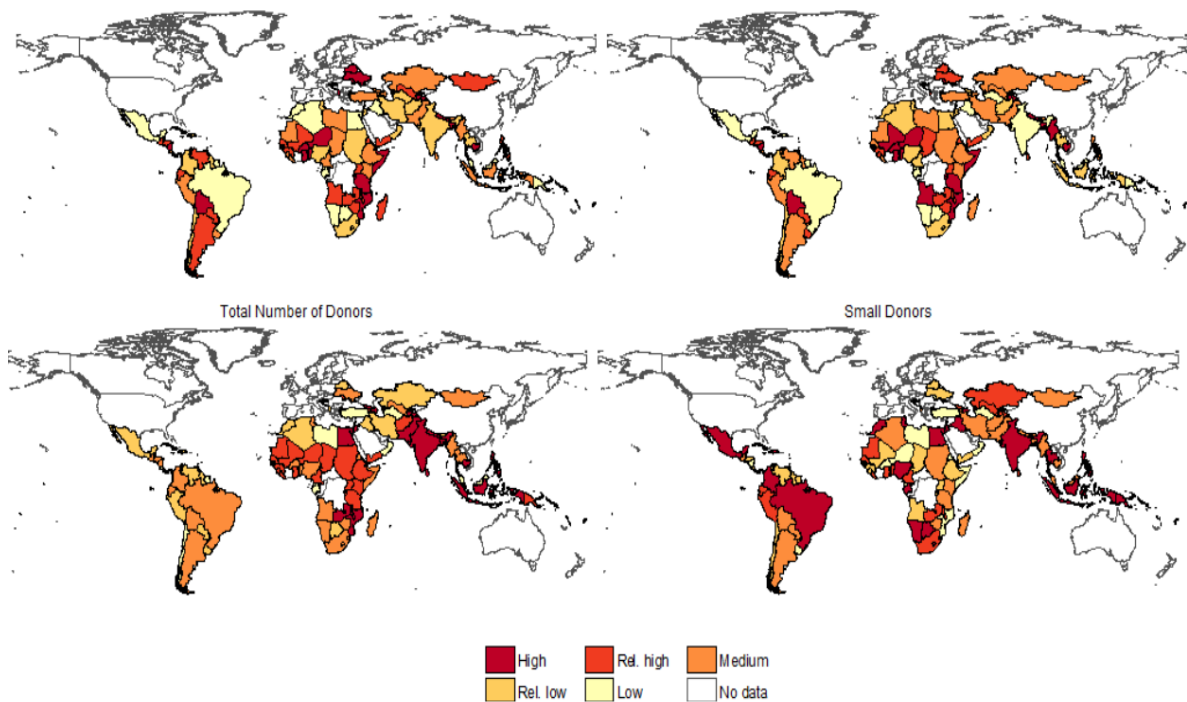 Total Number of Donors
Small Donors
High
Rel. high
Medium
Rel. low
Low
No data